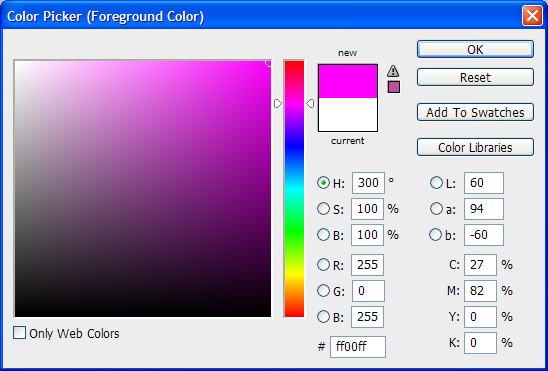 Color Picker (Foreground Color)
new
current
OK
Reset
Add To Swatches
Color Libraries
H: 300 °
S: 100 %
B: 100 %
R: 255
G: 0
B: 255
# ff00ff
L: 60
a: 94
b: -60
C: 27 %
M: 82 %
Y: 0 %
K: 0 %
Only Web Colors